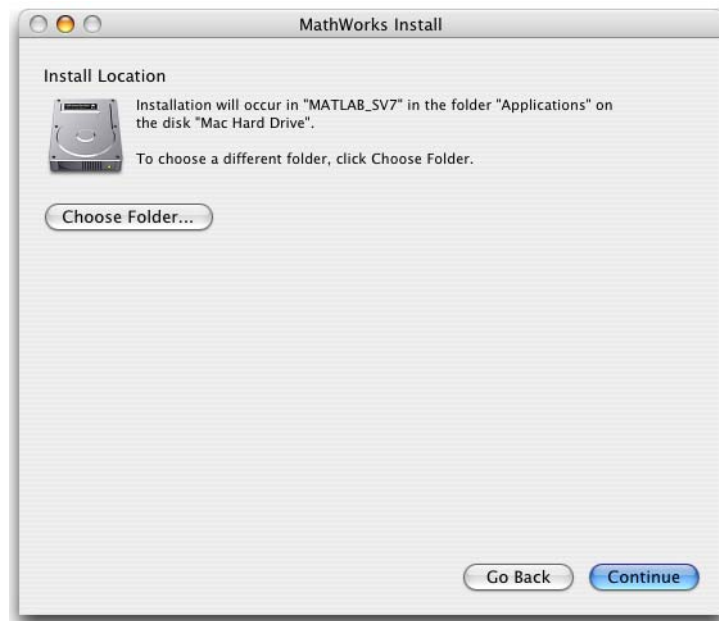 MathWorks Install
Install Location
Installation will occur in "MATLAB_SV7" in the folder "Applications" on
the disk "Mac Hard Drive".
To choose a different folder, click Choose Folder.
Choose Folder...
Go Back
Continue